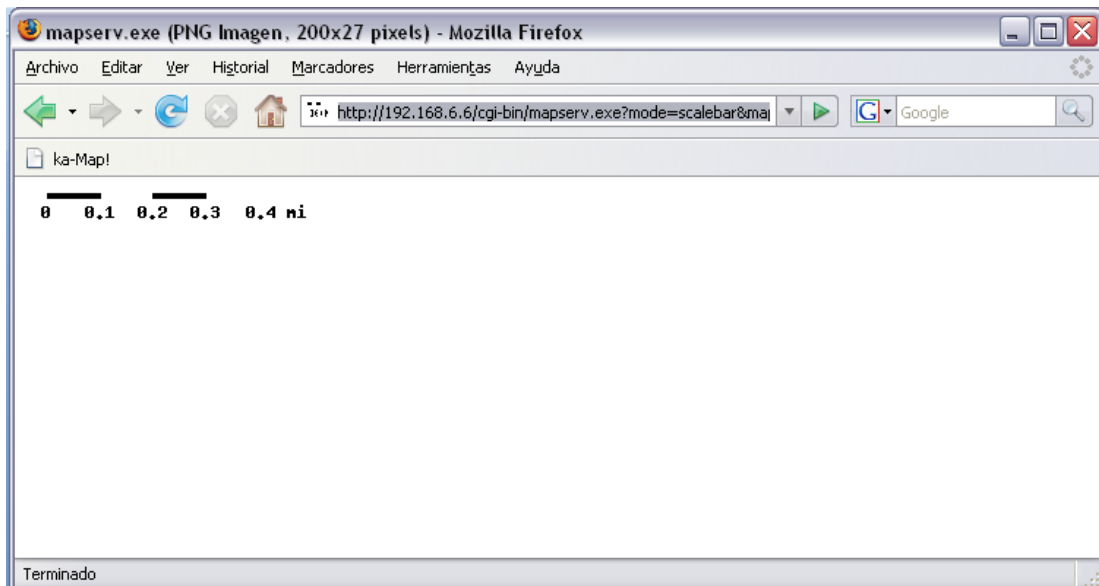 mapserv.exe (PNG Imagen, 200x27 pixels) - Mozilla Firefox
Archivo Editar Ver Historial Marcadores Herramientas Ayuda
http://192.168.6.6/cgi-bin/mapserv.exe?mode=scalebar&map
G Google
ka-Map!
0 0.1 0.2 0.3 0.4 mi
Terminado